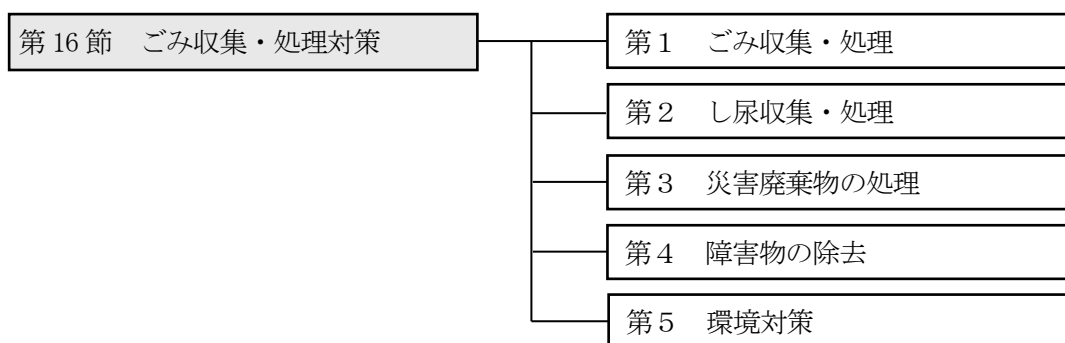 第 16 節　ごみ収集・処理対策
第１　ごみ収集・処理
第２　し尿収集・処理
第３　災害廃棄物の処理
第４　障害物の除去
第５　環境対策